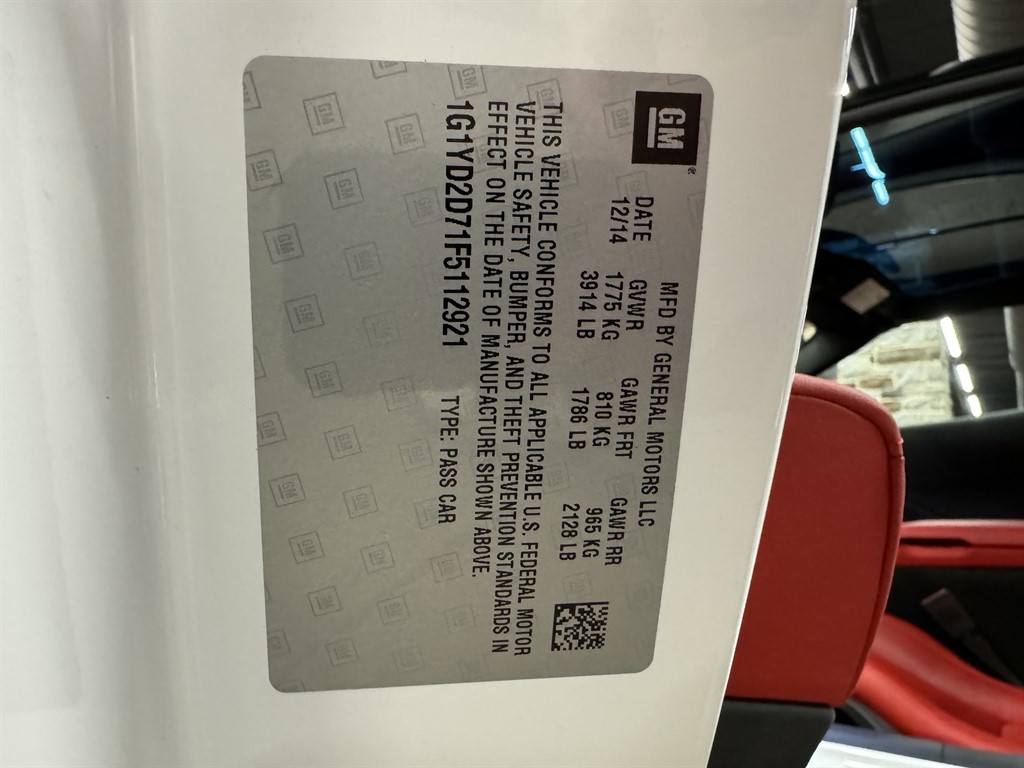 GM
MFD BY GENERAL MOTORS LLC
DATE GVWR GAWR FRT GAWR RR
12/14 1775 KG 810 KG 965 KG
3914 LB 1786 LB 2128 LB
THIS VEHICLE CONFORMS TO ALL APPLICABLE U.S. FEDERAL MOTOR
VEHICLE SAFETY, BUMPER, AND THEFT PREVENTION STANDARDS IN
EFFECT ON THE DATE OF MANUFACTURE SHOWN ABOVE.
1G1YD2D71F5112921 TYPE: PASS CAR